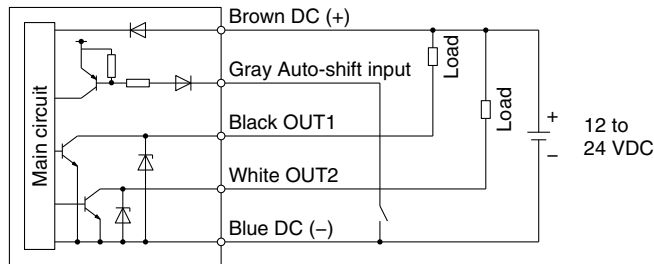 Brown DC (+)
Gray Auto-shift input
Black OUT1
White OUT2
Blue DC (−)
Main circuit
Load
Load
+
−
12 to
24 VDC